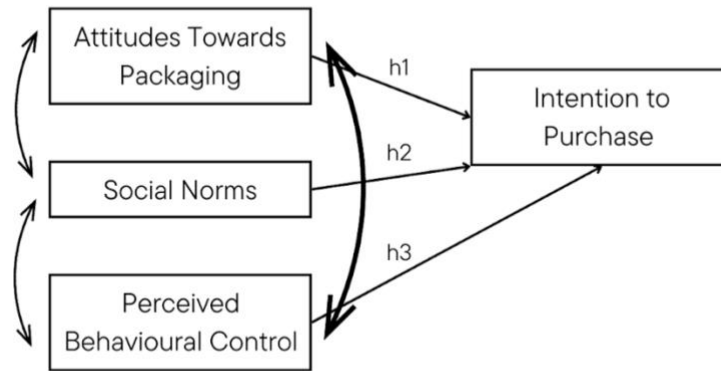 Attitudes Towards
Packaging
h1
Intention to
Purchase
h2
Social Norms
h3
Perceived
Behavioural Control